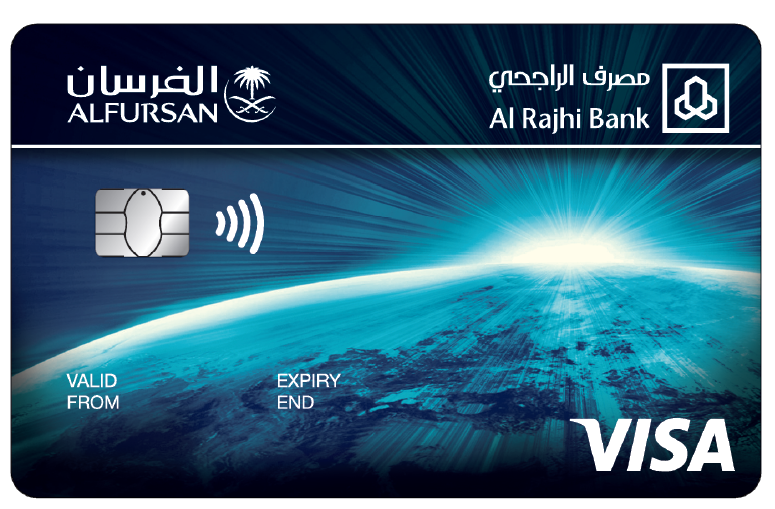 الفرسان
ALFURSAN
مصرف الراجحي
Al Rajhi Bank
VALID
FROM
EXPIRY
END
VISA